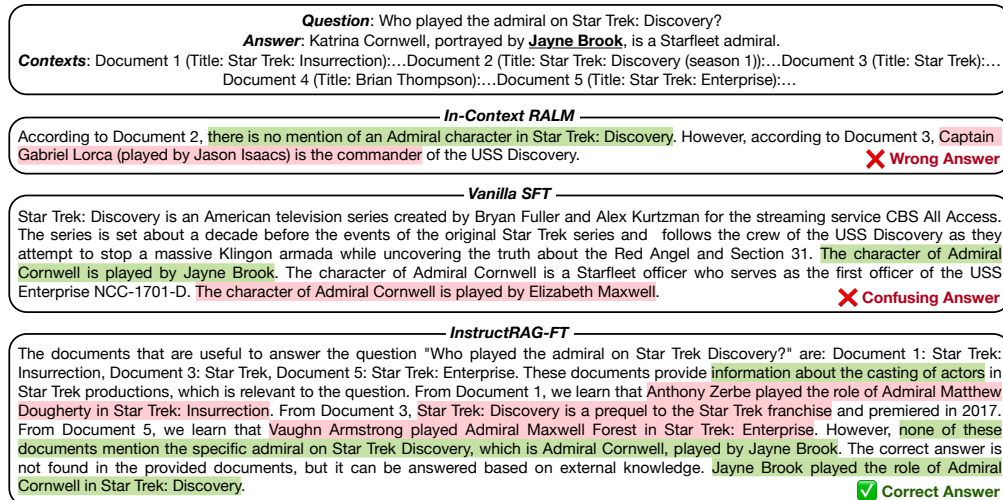 Question: Who played the admiral on Star Trek: Discovery?
Answer: Katrina Cornwell, portrayed by Jayne Brook, is a Starfleet admiral.
Contexts: Document 1 (Title: Star Trek: Insurrection):...Document 2 (Title: Star Trek: Discovery (season 1)):...Document 3 (Title: Star Trek):...
Document 4 (Title: Brian Thompson):...Document 5 (Title: Star Trek: Enterprise):...
In-Context RALM
According to Document 2, there is no mention of an Admiral character in Star Trek: Discovery. However, according to Document 3, Captain
Gabriel Lorca (played by Jason Isaacs) is the commander of the USS Discovery.
❌ Wrong Answer
Vanilla SFT
Star Trek: Discovery is an American television series created by Bryan Fuller and Alex Kurtzman for the streaming service CBS All Access.
The series is set about a decade before the events of the original Star Trek series and follows the crew of the USS Discovery as they
attempt to stop a massive Klingon armada while uncovering the truth about the Red Angel and Section 31. The character of Admiral
Cornwell is played by Jayne Brook. The character of Admiral Cornwell is a Starfleet officer who serves as the first officer of the USS
Enterprise NCC-1701-D. The character of Admiral Cornwell is played by Elizabeth Maxwell.
❌ Confusing Answer
InstructRAG-FT
The documents that are useful to answer the question "Who played the admiral on Star Trek Discovery?" are: Document 1: Star Trek:
Insurrection, Document 3: Star Trek, Document 5: Star Trek: Enterprise. These documents provide information about the casting of actors in
Star Trek productions, which is relevant to the question. From Document 1, we learn that Anthony Zerbe played the role of Admiral Matthew
Dougherty in Star Trek: Insurrection. From Document 3, Star Trek: Discovery is a prequel to the Star Trek franchise and premiered in 2017.
From Document 5, we learn that Vaughn Armstrong played Admiral Maxwell Forest in Star Trek: Enterprise. However, none of these
documents mention the specific admiral on Star Trek Discovery, which is Admiral Cornwell, played by Jayne Brook. The correct answer is
not found in the provided documents, but it can be answered based on external knowledge. Jayne Brook played the role of Admiral
Cornwell in Star Trek: Discovery.
✅ Correct Answer